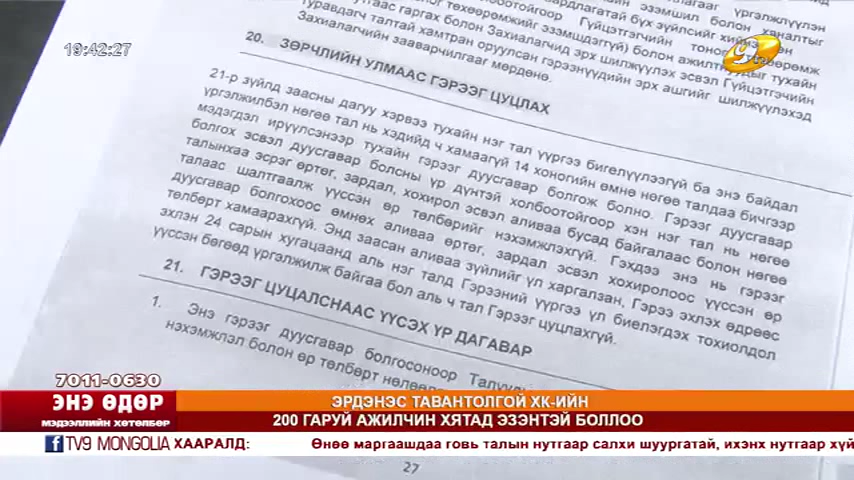 19:42:27
20. ЗӨРЧЛИЙН УЛМААС ГЭРЭЭГ ЦУЦЛАХ
21-р зүйлд заасны дагуу хэрвээ тухайн нэг тал үүргээ бигелүүлээгүй ба энэ байдал
үргэлжилбэл нөгөө тал нь хэдийд ч хамаагүй 14 хоногийн өмнө нөгөө талдаа бичгээр
мэдэгдэл ирүүлсэнээр тухайн гэрээг дуусгавар болгож болно. Гэрээг дуусгавар
болгох эсвэл дуусгавар болсны үр дүнтэй холбоотойгоор хэн нэг тал нь нөгөө
талынхаа эсрэг өртөг, зардал, хохирол эсвэл аливаа бусад байгалаас болон нөгөө
талаас шалтгаалж үүссэн өр төлбөрийг нэхэмжлэхгүй. Гэхдээ энэ нь гэрээг
дуусгавар болгохоос өмнөх аливаа өртөг, зардал эсвэл хохиролоос үүссэн өр
төлбөрт хамаарахгүй. Энд заасан аливаа зүйлийг үл харгалзан, Гэрээ эхлэх өдрөөс
эхлэн 24 сарын хугацаанд аль нэг талд Гэрээний үүргээ үл биелэгдэх тохиолдол
үүссэн бөгөөд үргэлжилж байгаа бол аль ч тал Гэрээг цуцлахгүй.
21. ГЭРЭЭГ ЦУЦАЛСНААС ҮҮСЭХ ҮР ДАГАВАР
1. Энэ гэрээг дуусгавар болгосоноор
нэхэмжлэл болон өр төлбөрт
27
7011-0630
ЭНЭ ӨДӨР
МЭДЭЭЛЛИЙН ХӨТӨЛБӨР
ЭРДЭНЭС ТАВАНТОЛГОЙ ХК-ИЙН
200 ГАРУЙ АЖИЛЧИН ХЯТАД ЭЗЭНТЭЙ БОЛЛОО
TV9 MONGOLIA ХААРАЛД: Өнөө маргаашдаа говь талын нутгаар салхи шуургатай, ихэнх нутгаар